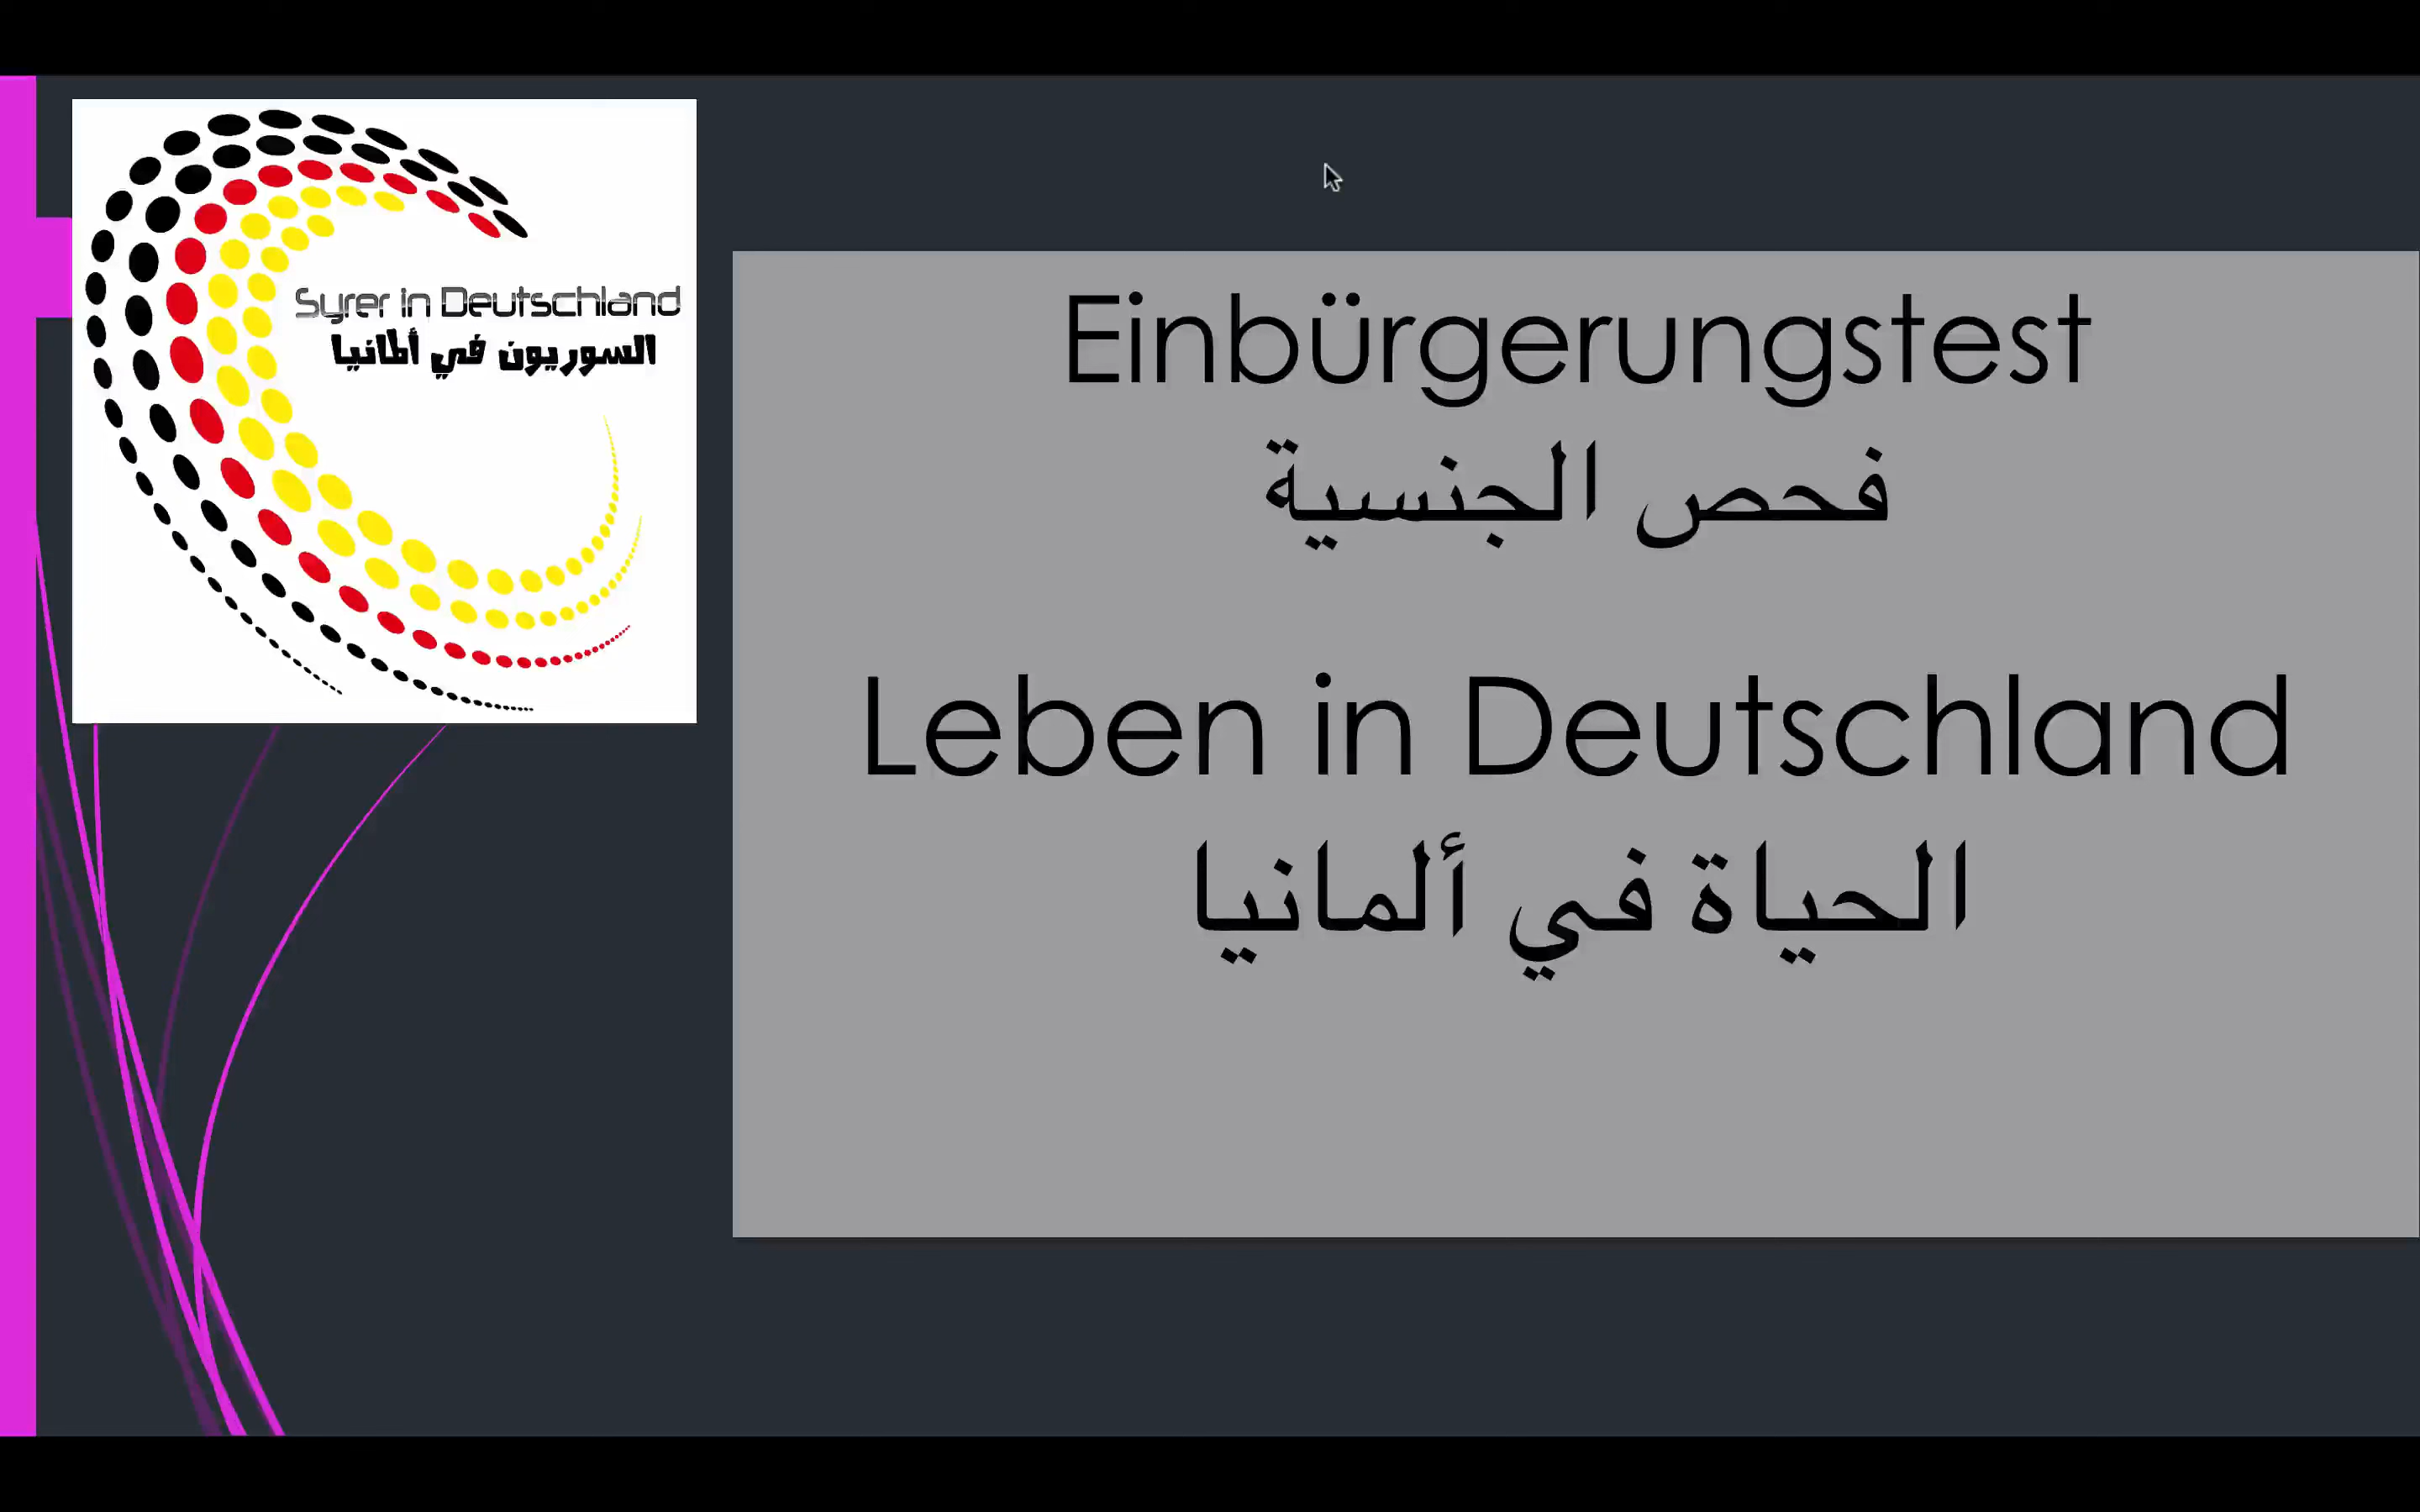 Syrer in Deutschland
السوريون في ألمانيا
Einbürgerungstest
فحص الجنسية
Leben in Deutschland
الحياة في ألمانيا